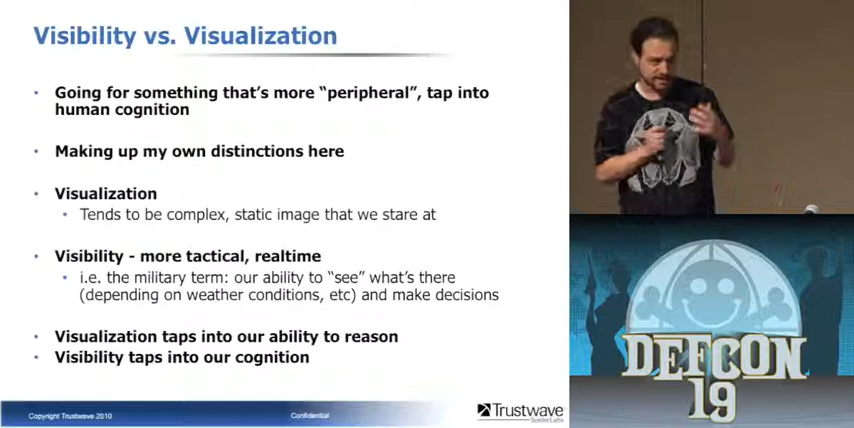 Visibility vs. Visualization
• Going for something that's more “peripheral”, tap into
human cognition
• Making up my own distinctions here
• Visualization
• Tends to be complex, static image that we stare at
• Visibility - more tactical, realtime
• i.e. the military term: our ability to “see” what's there
(depending on weather conditions, etc) and make decisions
• Visualization taps into our ability to reason
• Visibility taps into our cognition
Copyright Trustwave 2010
Confidential
Trustwave
SpiderLabs
DEFCON
19